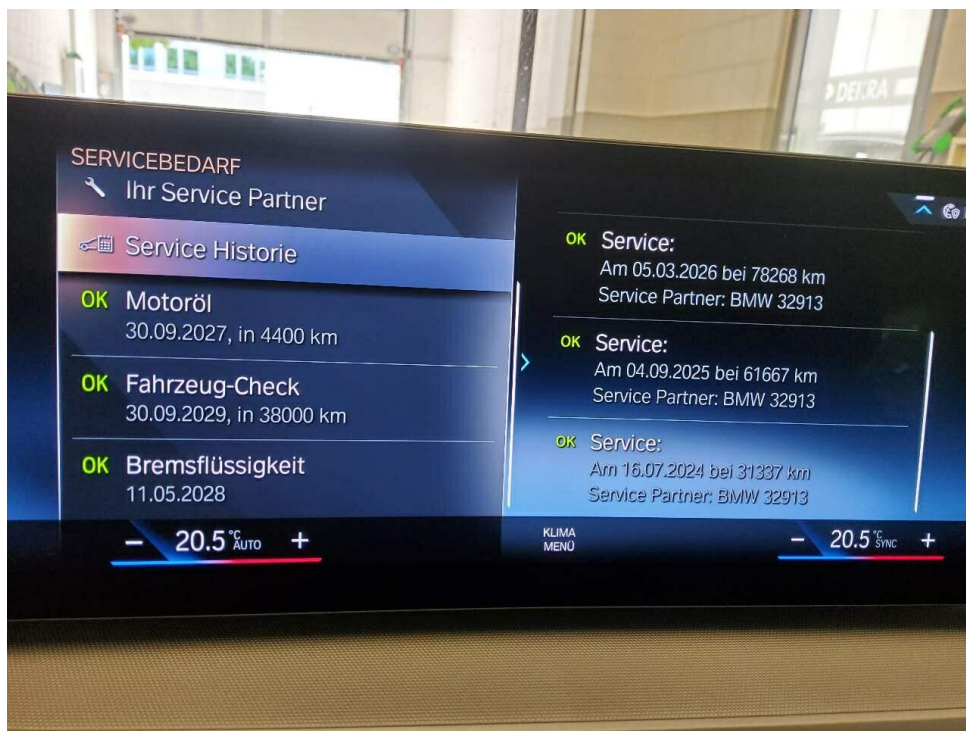 DEKRA
SERVICEBEDARF
Ihr Service Partner
Service Historie
OK Motoröl
30.09.2027, in 4400 km
OK Fahrzeug-Check
30.09.2029, in 38000 km
OK Bremsflüssigkeit
11.05.2028
OK Service:
Am 05.03.2026 bei 78268 km
Service Partner: BMW 32913
OK Service:
Am 04.09.2025 bei 61667 km
Service Partner: BMW 32913
OK Service:
Am 16.07.2024 bei 31337 km
Service Partner: BMW 32913
− 20.5 °C AUTO +
KLIMA
MENÜ
− 20.5 °C SYNC +